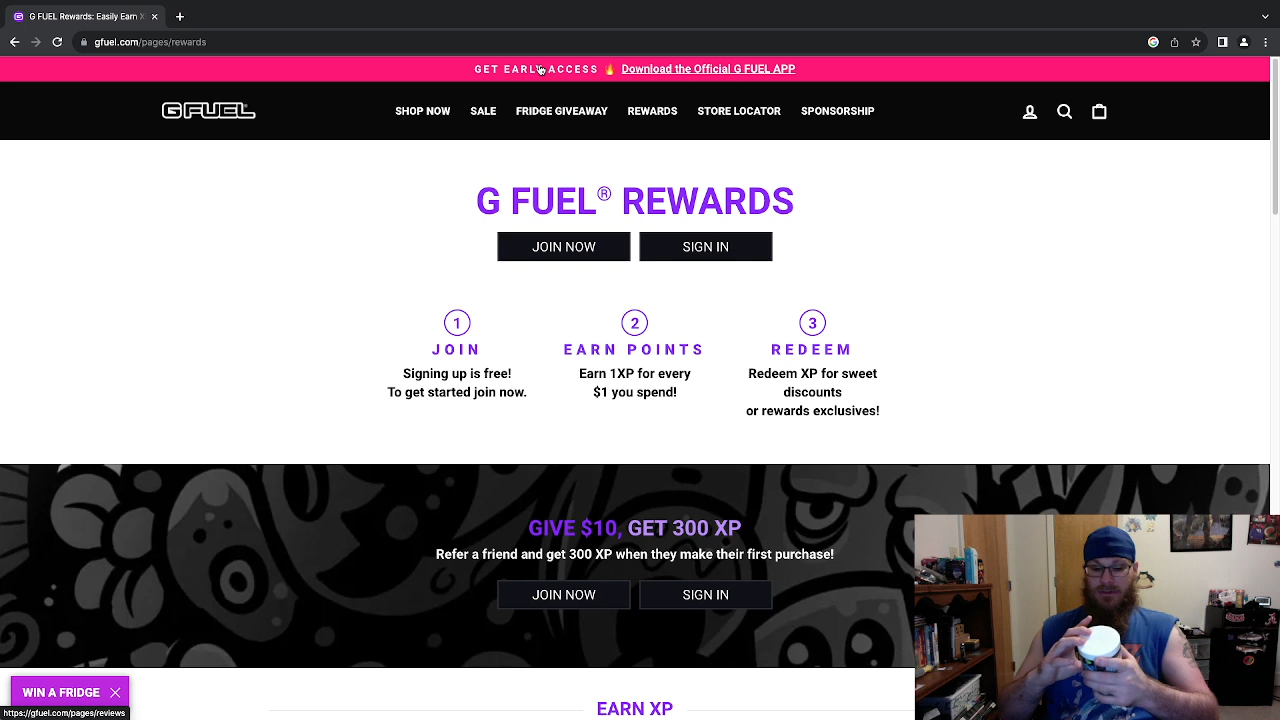 G FUEL Rewards: Easily Earn X
gfuel.com/pages/rewards
GET EARLY ACCESS 🔥 Download the Official G FUEL APP
G FUEL
SHOP NOW SALE FRIDGE GIVEAWAY REWARDS STORE LOCATOR SPONSORSHIP
G FUEL® REWARDS
JOIN NOW SIGN IN
1 2 3
JOIN EARN POINTS REDEEM
Signing up is free! Earn 1XP for every Redeem XP for sweet
To get started join now. $1 you spend! discounts
or rewards exclusives!
GIVE $10, GET 300 XP
Refer a friend and get 300 XP when they make their first purchase!
JOIN NOW SIGN IN
WIN A FRIDGE
https://gfuel.com/pages/reviews
EARN XP